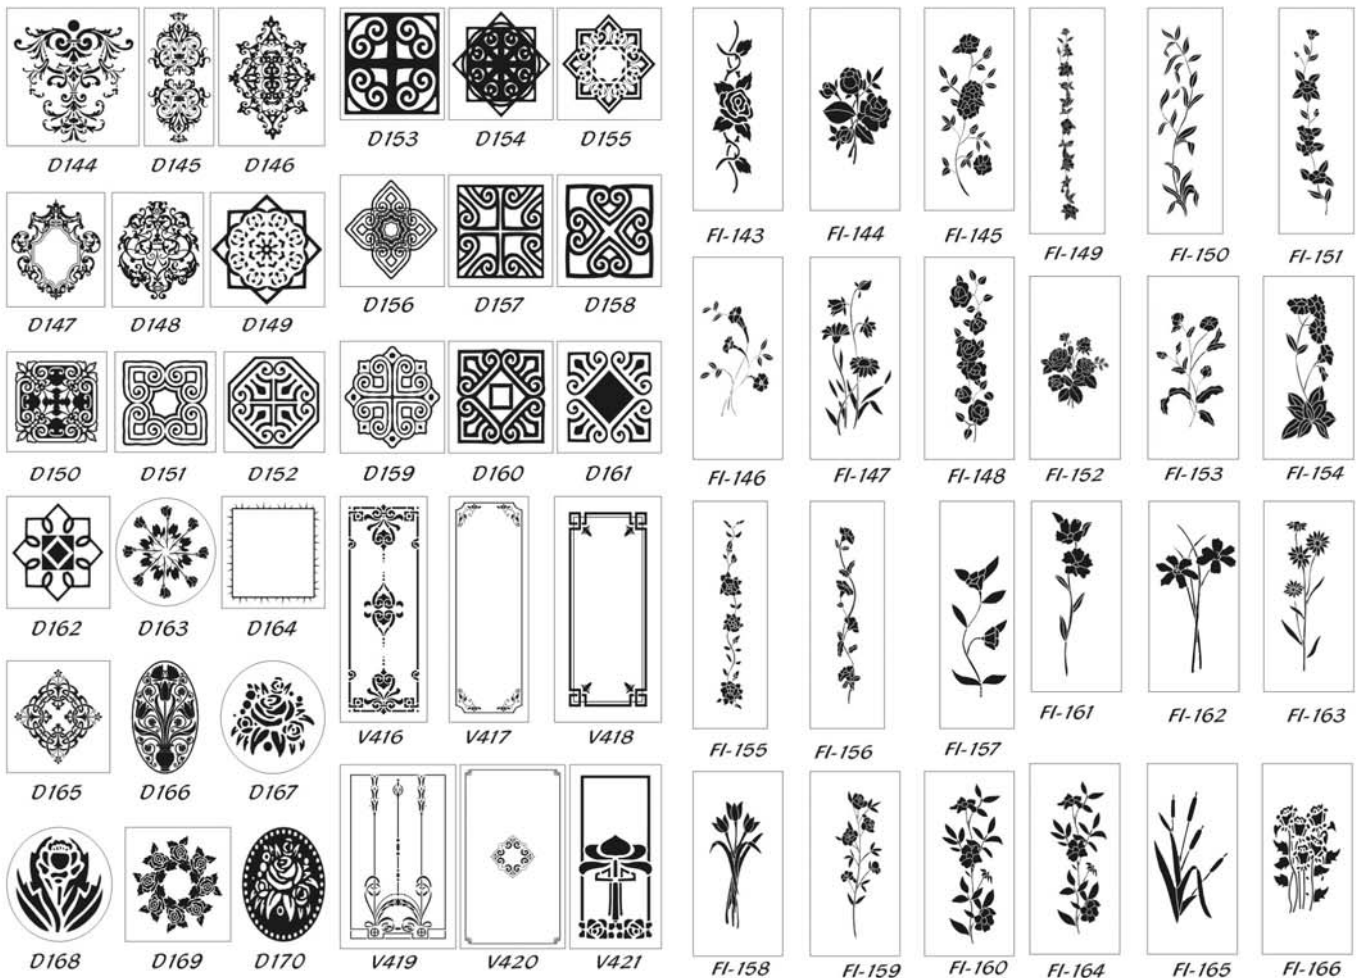 D144 D145 D146
D153 D154 D155
D147 D148 D149
D156 D157 D158
D150 D151 D152
D159 D160 D161
D162 D163 D164
D165 D166 D167
V416 V417 V418
D168 D169 D170
V419 V420 V421
FI-143 FI-144 FI-145
FI-149 FI-150 FI-151
FI-146 FI-147 FI-148
FI-152 FI-153 FI-154
FI-155 FI-156 FI-157
FI-161 FI-162 FI-163
FI-158 FI-159 FI-160
FI-164 FI-165 FI-166